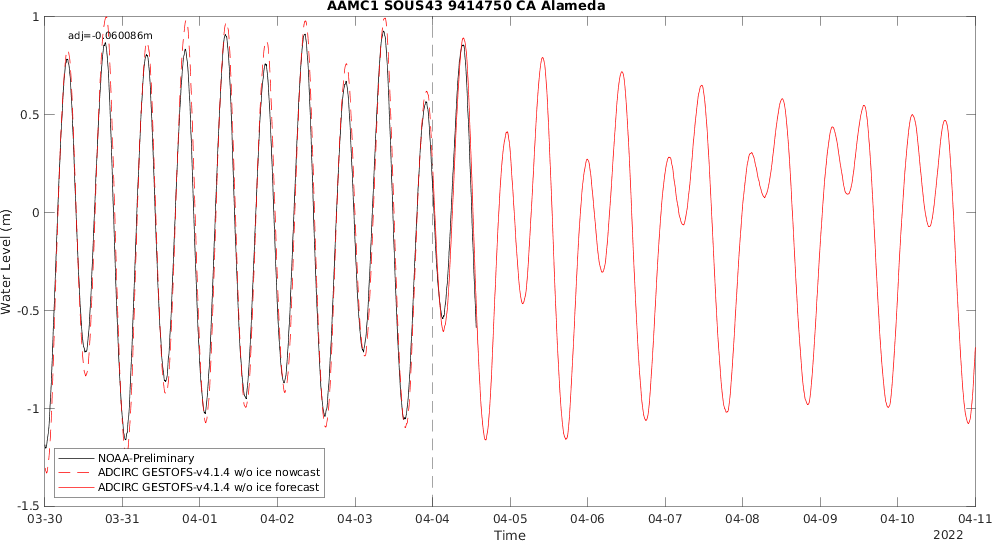 AAMC1 SOUS43 9414750 CA Alameda
adj=-0.060086m
1
0.5
0
-0.5
-1
-1.5
Water Level (m)
NOAA-Preliminary
ADCIRC GESTOFS-v4.1.4 w/o ice nowcast
ADCIRC GESTOFS-v4.1.4 w/o ice forecast
03-30 03-31 04-01 04-02 04-03 04-04 04-05 04-06 04-07 04-08 04-09 04-10 04-11
Time
2022